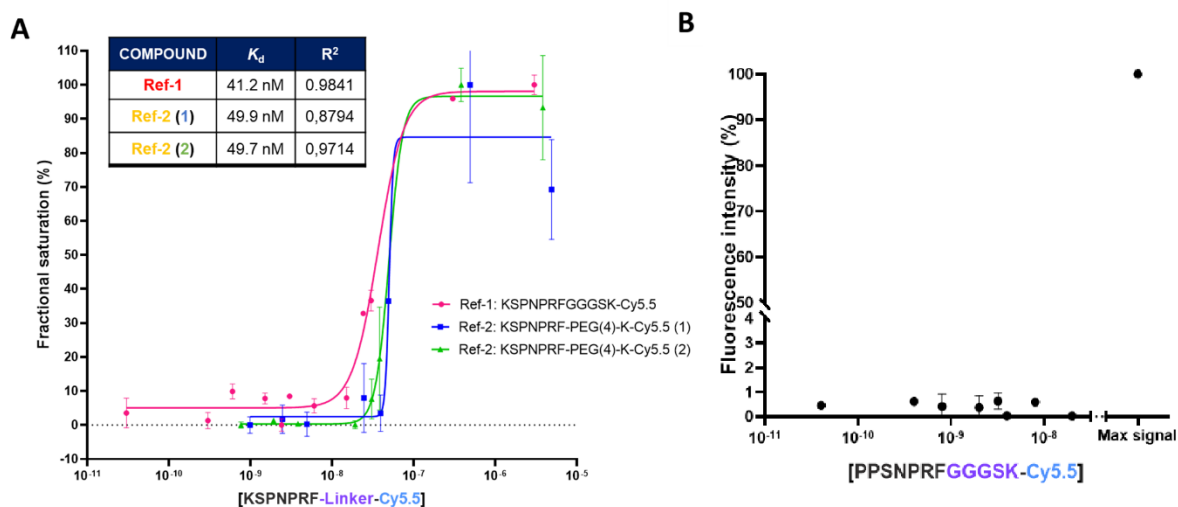 A
COMPOUND Kd R2
Ref-1 41.2 nM 0.9841
Ref-2 (1) 49.9 nM 0,8794
Ref-2 (2) 49.7 nM 0,9714
Fractional saturation (%)
110
100
90
80
70
60
50
40
30
20
10
0
-10
Ref-1: KSPNPRFGGGSK-Cy5.5
Ref-2: KSPNPRF-PEG(4)-K-Cy5.5 (1)
Ref-2: KSPNPRF-PEG(4)-K-Cy5.5 (2)
10-11 10-10 10-9 10-8 10-7 10-6 10-5
[KSPNPRF-Linker-Cy5.5]
B
Fluorescence intensity (%)
100
90
80
70
60
50
4
3
2
1
0
10-11 10-10 10-9 10-8 Max signal
[PPSNPRFGGGSK-Cy5.5]